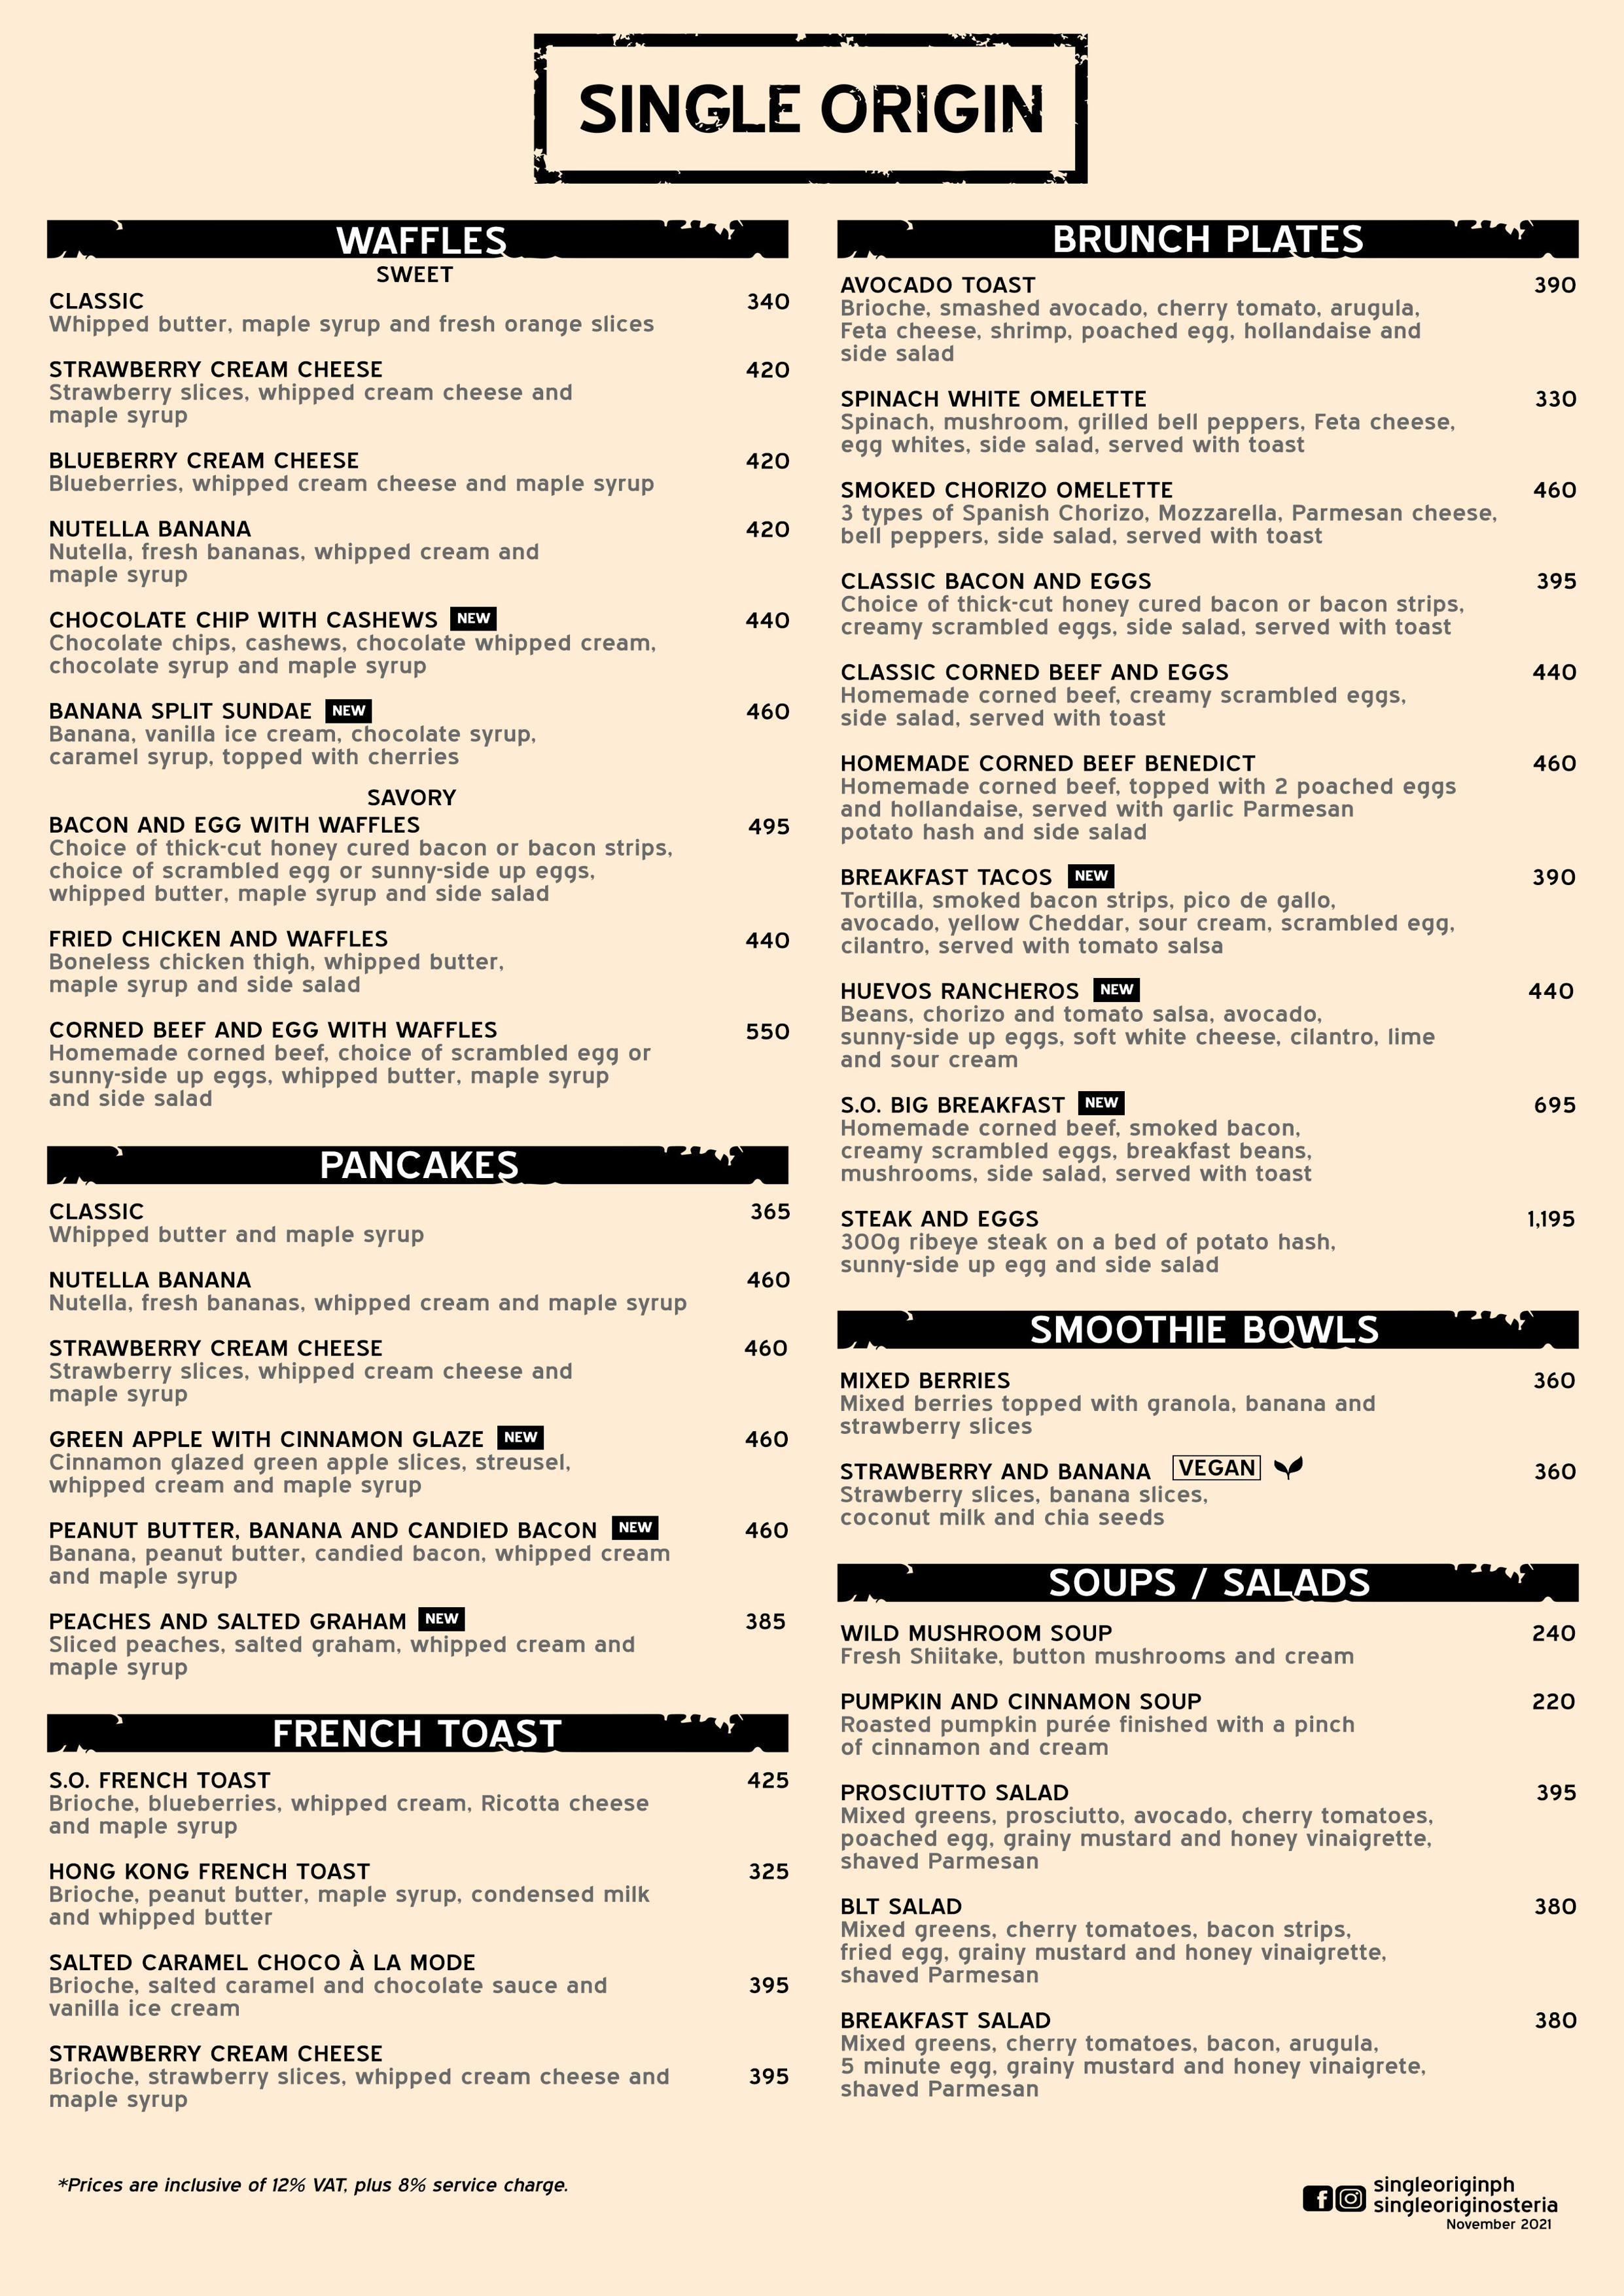 SINGLE ORIGIN
WAFFLES
SWEET
CLASSIC 340
Whipped butter, maple syrup and fresh orange slices
STRAWBERRY CREAM CHEESE 420
Strawberry slices, whipped cream cheese and
maple syrup
BLUEBERRY CREAM CHEESE 420
Blueberries, whipped cream cheese and maple syrup
NUTELLA BANANA 420
Nutella, fresh bananas, whipped cream and
maple syrup
CHOCOLATE CHIP WITH CASHEWS NEW 440
Chocolate chips, cashews, chocolate whipped cream,
chocolate syrup and maple syrup
BANANA SPLIT SUNDAE NEW 460
Banana, vanilla ice cream, chocolate syrup,
caramel syrup, topped with cherries
SAVORY
BACON AND EGG WITH WAFFLES 495
Choice of thick-cut honey cured bacon or bacon strips,
choice of scrambled egg or sunny-side up eggs,
whipped butter, maple syrup and side salad
FRIED CHICKEN AND WAFFLES 440
Boneless chicken thigh, whipped butter,
maple syrup and side salad
CORNED BEEF AND EGG WITH WAFFLES 550
Homemade corned beef, choice of scrambled egg or
sunny-side up eggs, whipped butter, maple syrup
and side salad
PANCAKES
CLASSIC 365
Whipped butter and maple syrup
NUTELLA BANANA 460
Nutella, fresh bananas, whipped cream and maple syrup
STRAWBERRY CREAM CHEESE 460
Strawberry slices, whipped cream cheese and
maple syrup
GREEN APPLE WITH CINNAMON GLAZE NEW 460
Cinnamon glazed green apple slices, streusel,
whipped cream and maple syrup
PEANUT BUTTER, BANANA AND CANDIED BACON NEW 460
Banana, peanut butter, candied bacon, whipped cream
and maple syrup
PEACHES AND SALTED GRAHAM NEW 385
Sliced peaches, salted graham, whipped cream and
maple syrup
FRENCH TOAST
S.O. FRENCH TOAST 425
Brioche, blueberries, whipped cream, Ricotta cheese
and maple syrup
HONG KONG FRENCH TOAST 325
Brioche, peanut butter, maple syrup, condensed milk
and whipped butter
SALTED CARAMEL CHOCO À LA MODE
Brioche, salted caramel and chocolate sauce and 395
vanilla ice cream
STRAWBERRY CREAM CHEESE
Brioche, strawberry slices, whipped cream cheese and 395
maple syrup
*Prices are inclusive of 12% VAT, plus 8% service charge.
BRUNCH PLATES
AVOCADO TOAST 390
Brioche, smashed avocado, cherry tomato, arugula,
Feta cheese, shrimp, poached egg, hollandaise and
side salad
SPINACH WHITE OMELETTE 330
Spinach, mushroom, grilled bell peppers, Feta cheese,
egg whites, side salad, served with toast
SMOKED CHORIZO OMELETTE 460
3 types of Spanish Chorizo, Mozzarella, Parmesan cheese,
bell peppers, side salad, served with toast
CLASSIC BACON AND EGGS 395
Choice of thick-cut honey cured bacon or bacon strips,
creamy scrambled eggs, side salad, served with toast
CLASSIC CORNED BEEF AND EGGS 440
Homemade corned beef, creamy scrambled eggs,
side salad, served with toast
HOMEMADE CORNED BEEF BENEDICT 460
Homemade corned beef, topped with 2 poached eggs
and hollandaise, served with garlic Parmesan
potato hash and side salad
BREAKFAST TACOS NEW 390
Tortilla, smoked bacon strips, pico de gallo,
avocado, yellow Cheddar, sour cream, scrambled egg,
cilantro, served with tomato salsa
HUEVOS RANCHEROS NEW 440
Beans, chorizo and tomato salsa, avocado,
sunny-side up eggs, soft white cheese, cilantro, lime
and sour cream
S.O. BIG BREAKFAST NEW 695
Homemade corned beef, smoked bacon,
creamy scrambled eggs, breakfast beans,
mushrooms, side salad, served with toast
STEAK AND EGGS 1,195
300g ribeye steak on a bed of potato hash,
sunny-side up egg and side salad
SMOOTHIE BOWLS
MIXED BERRIES 360
Mixed berries topped with granola, banana and
strawberry slices
STRAWBERRY AND BANANA VEGAN 360
Strawberry slices, banana slices,
coconut milk and chia seeds
SOUPS / SALADS
WILD MUSHROOM SOUP 240
Fresh Shiitake, button mushrooms and cream
PUMPKIN AND CINNAMON SOUP 220
Roasted pumpkin purée finished with a pinch
of cinnamon and cream
PROSCIUTTO SALAD 395
Mixed greens, prosciutto, avocado, cherry tomatoes,
poached egg, grainy mustard and honey vinaigrette,
shaved Parmesan
BLT SALAD 380
Mixed greens, cherry tomatoes, bacon strips,
fried egg, grainy mustard and honey vinaigrette,
shaved Parmesan
BREAKFAST SALAD 380
Mixed greens, cherry tomatoes, bacon, arugula,
5 minute egg, grainy mustard and honey vinaigrete,
shaved Parmesan
singleoriginph
singleoriginosteria
November 2021